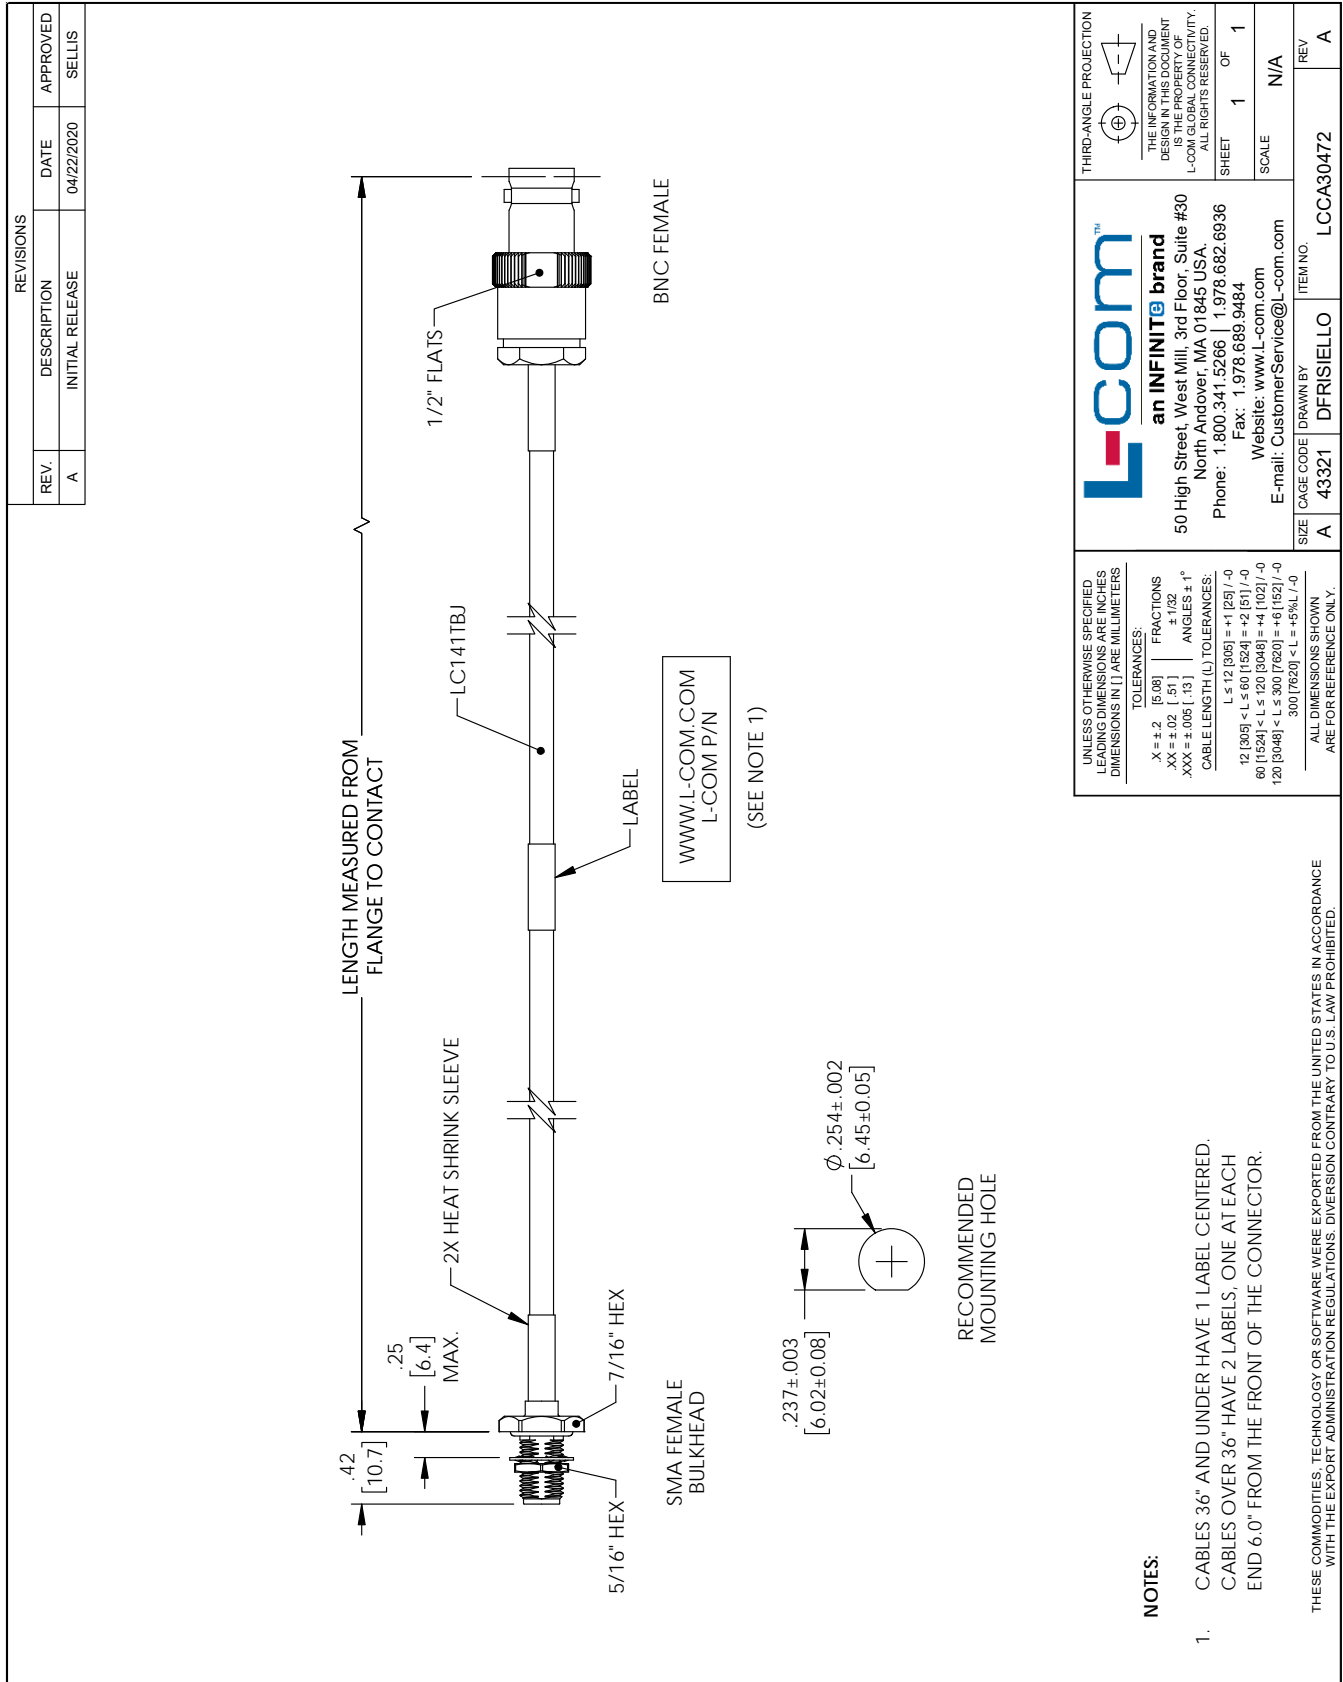 REVISIONS
REV. DESCRIPTION DATE APPROVED
A INITIAL RELEASE 04/22/2020 SELLIS
LENGTH MEASURED FROM
FLANGE TO CONTACT
.42
[10.7]
.25
[6.4]
MAX.
2X HEAT SHRINK SLEEVE
LC141TBJ
1/2" FLATS
5/16" HEX
7/16" HEX
LABEL
SMA FEMALE
BULKHEAD
BNC FEMALE
WWW.L-COM.COM
L-COM P/N
(SEE NOTE 1)
.237±.003
[6.02±0.08]
Ø.254±.002
[6.45±0.05]
RECOMMENDED
MOUNTING HOLE
NOTES:
1. CABLES 36" AND UNDER HAVE 1 LABEL CENTERED.
CABLES OVER 36" HAVE 2 LABELS, ONE AT EACH
END 6.0" FROM THE FRONT OF THE CONNECTOR.
THESE COMMODITIES, TECHNOLOGY OR SOFTWARE WERE EXPORTED FROM THE UNITED STATES IN ACCORDANCE
WITH THE EXPORT ADMINISTRATION REGULATIONS. DIVERSION CONTRARY TO U.S. LAW PROHIBITED.
UNLESS OTHERWISE SPECIFIED
LEADING DIMENSIONS ARE INCHES
DIMENSIONS IN [ ] ARE MILLIMETERS
TOLERANCES:
.X = ±.2 [5.08] FRACTIONS
.XX = ±.02 [.51] ± 1/32
.XXX = ±.005 [.13] ANGLES ± 1°
CABLE LENGTH (L) TOLERANCES:
L ≤ 12 [305] = +1 [25] / -0
12 [305] < L ≤ 60 [1524] = +2 [51] / -0
60 [1524] < L ≤ 120 [3048] = +4 [102] / -0
120 [3048] < L ≤ 300 [7620] = +6 [152] / -0
300 [7620] < L = +5%L / -0
ALL DIMENSIONS SHOWN
ARE FOR REFERENCE ONLY.
L-com™
an INFINITe brand
50 High Street, West Mill, 3rd Floor, Suite #30
North Andover, MA 01845 USA.
Phone: 1.800.341.5266 | 1.978.682.6936
Fax: 1.978.689.9484
Website: www.L-com.com
E-mail: CustomerService@L-com.com
THIRD-ANGLE PROJECTION
THE INFORMATION AND
DESIGN IN THIS DOCUMENT
IS THE PROPERTY OF
L-COM GLOBAL CONNECTIVITY.
ALL RIGHTS RESERVED.
SHEET 1 OF 1
SCALE N/A
SIZE A
CAGE CODE 43321
DRAWN BY DFRISIELLO
ITEM NO. LCCA30472
REV A